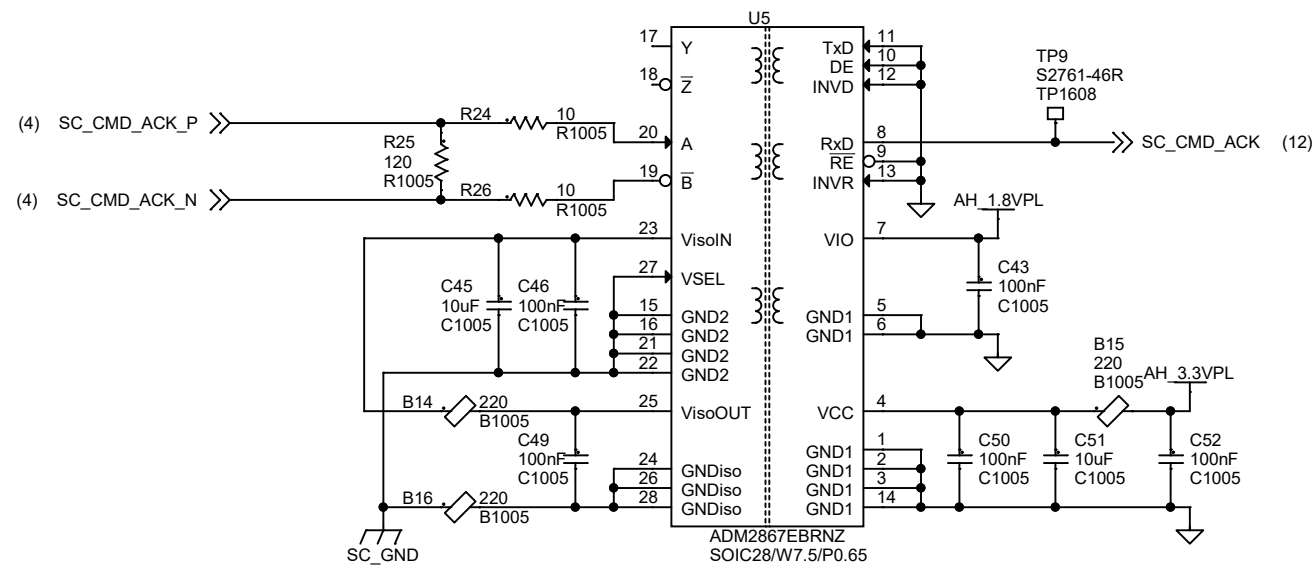 U5
17 Y
18 Z
(4) SC_CMD_ACK_P
R24 10 R1005
20 A
R25 120 R1005
19 B
(4) SC_CMD_ACK_N
R26 10 R1005
23 VisoIN
27 VSEL
C45 10uF C1005
C46 100nF C1005
15 GND2
16 GND2
21 GND2
22 GND2
B14 220 B1005
25 VisoOUT
C49 100nF C1005
24 GNDiso
26 GNDiso
28 GNDiso
B16 220 B1005
SC_GND
TxD 11
DE 10
INVD 12
TP9
S2761-46R
TP1608
RxD 8
SC_CMD_ACK (12)
RE 9
INVR 13
AH_1.8VPL
VIO 7
C43 100nF C1005
GND1 5
GND1 6
B15 220 B1005
AH_3.3VPL
VCC 4
GND1 1
GND1 2
GND1 3
GND1 14
C50 100nF C1005
C51 10uF C1005
C52 100nF C1005
ADM2867EBRNZ
SOIC28/W7.5/P0.65